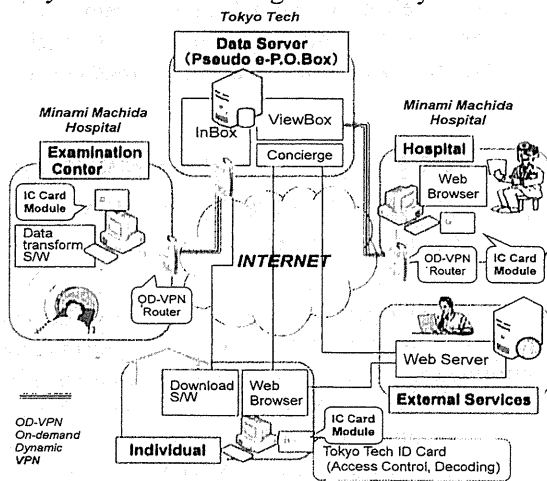 Tokyo Tech
Data Server
(Pseudo e-P.O.Box)
InBox
ViewBox
Concierge
Minami Machida
Hospital
Examination
Center
IC Card
Module
Data
transform
S/W
OD-VPN
Router
INTERNET
Minami Machida
Hospital
Hospital
Web
Browser
OD-VPN
Router
IC Card
Module
Web Server
External Services
Download
S/W
Web
Browser
Individual
IC Card
Module
Tokyo Tech ID Card
(Access Control, Decoding)
OD-VPN
On-demand
Dynamic
VPN